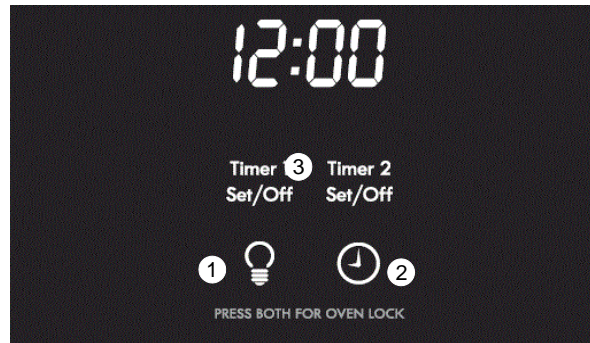 12:00
Timer 3 Timer 2
Set/Off Set/Off
1 2
PRESS BOTH FOR OVEN LOCK